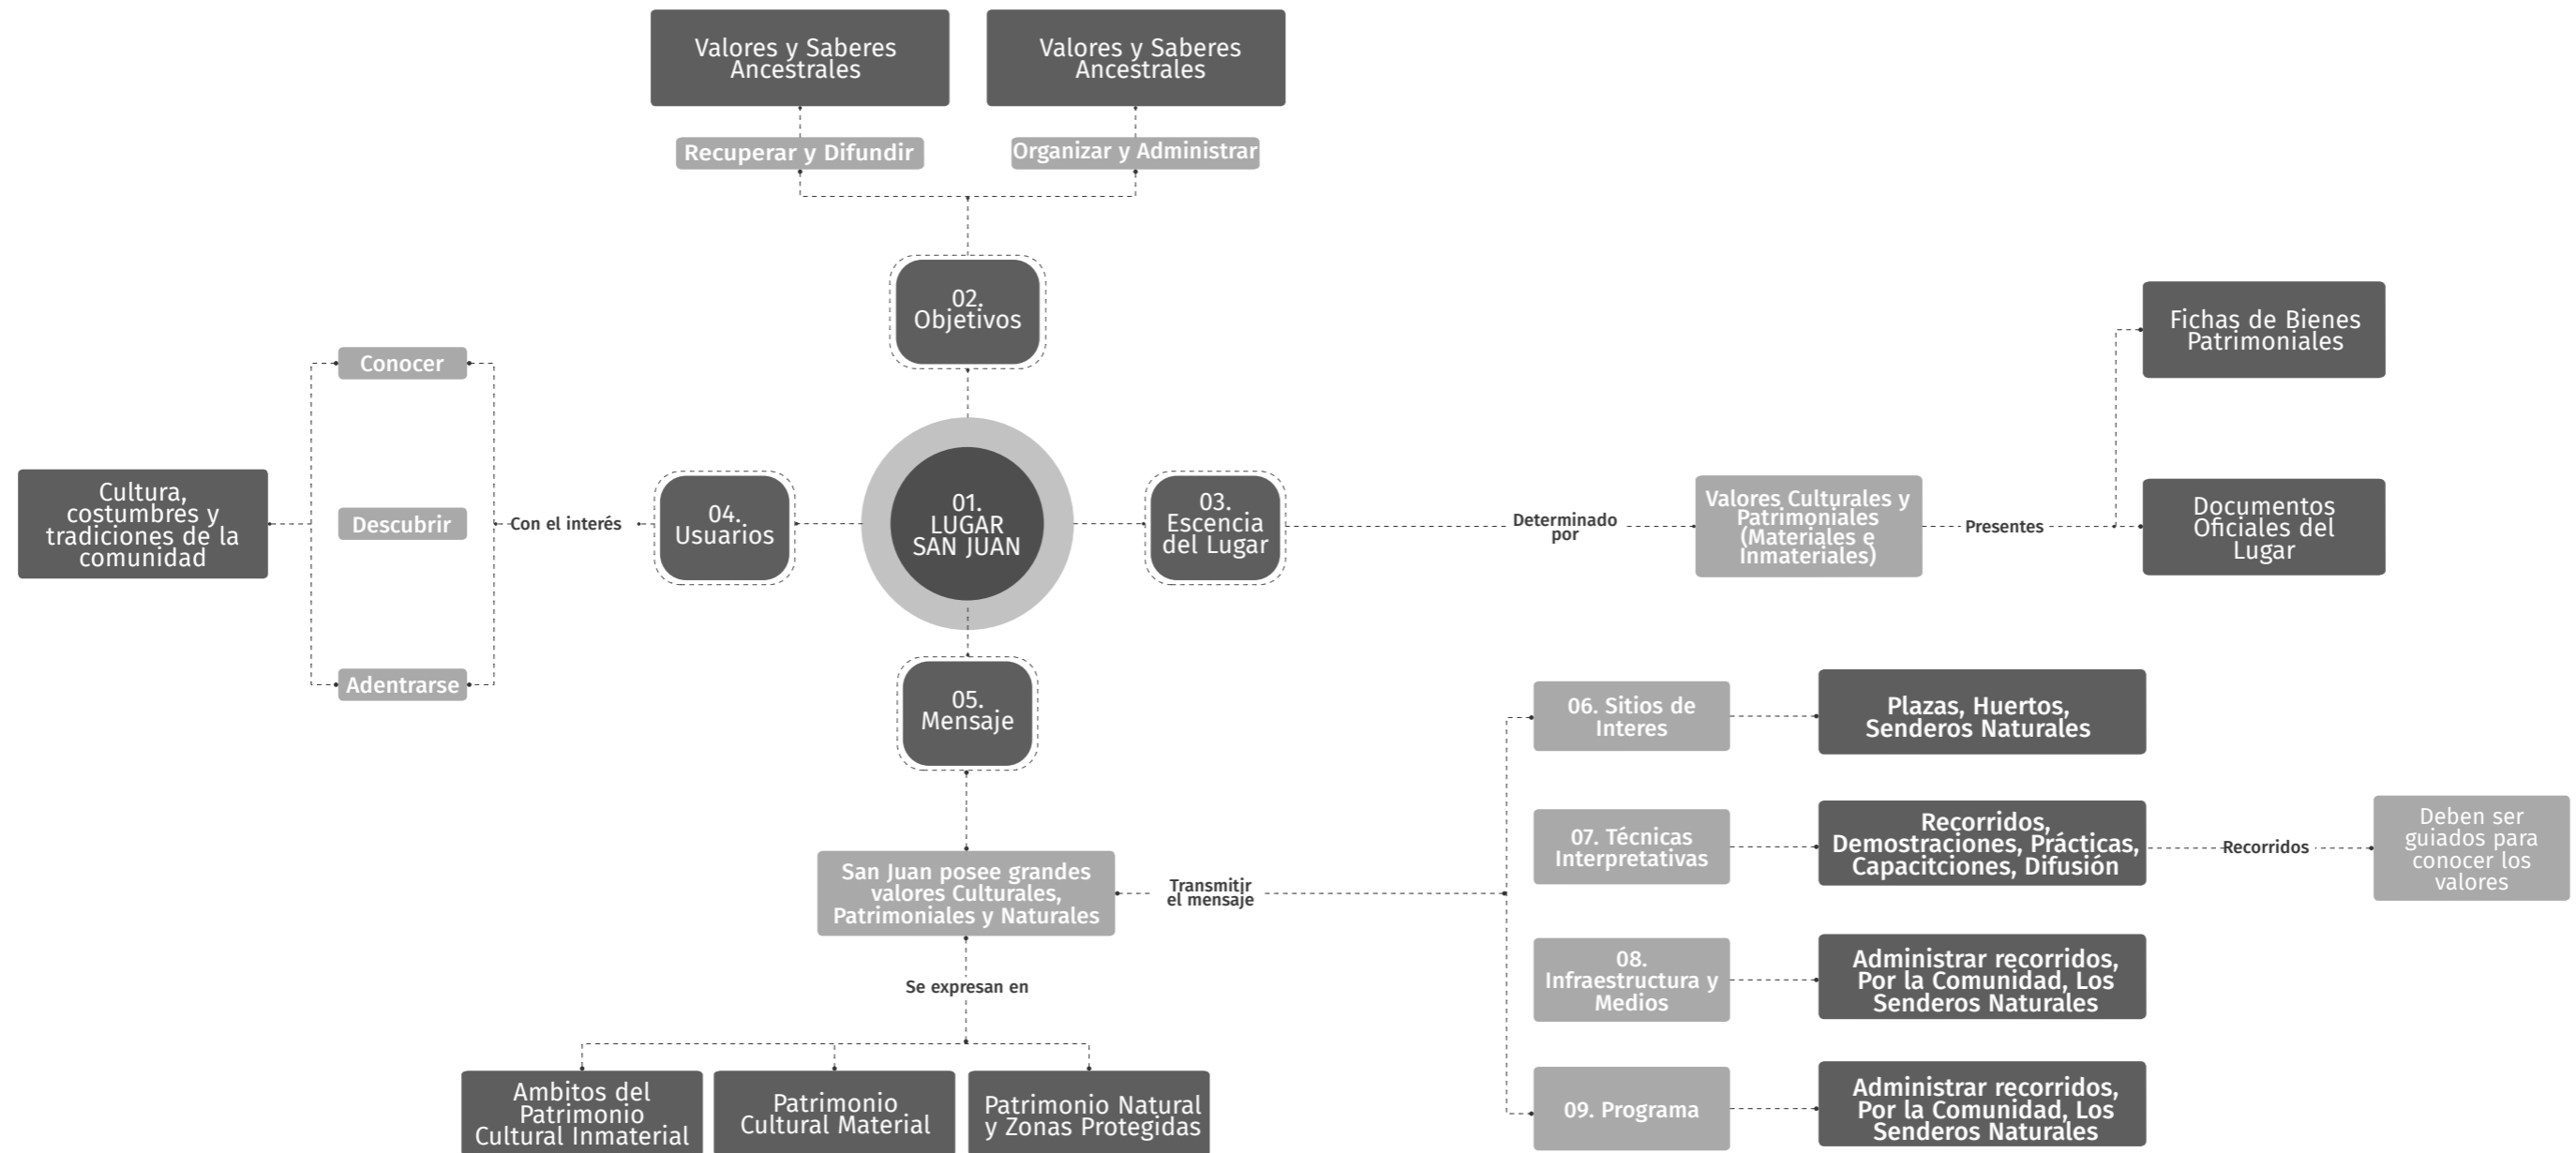 Valores y Saberes
Ancestrales
Valores y Saberes
Ancestrales
Recuperar y Difundir
Organizar y Administrar
02.
Objetivos
Fichas de Bienes
Patrimoniales
Conocer
Descubrir
Adentrarse
Cultura,
costumbres y
tradiciones de la
comunidad
Con el interés
04.
Usuarios
01.
LUGAR
SAN JUAN
03.
Escencia
del Lugar
Determinado
por
Valores Culturales y
Patrimoniales
(Materiales e
Inmateriales)
Presentes
Documentos
Oficiales del
Lugar
05.
Mensaje
San Juan posee grandes
valores Culturales,
Patrimoniales y Naturales
Transmitir
el mensaje
06. Sitios de
Interes
Plazas, Huertos,
Senderos Naturales
07. Técnicas
Interpretativas
Recorridos,
Demostraciones, Prácticas,
Capacitciones, Difusión
Recorridos
Deben ser
guiados para
conocer los
valores
08.
Infraestructura y
Medios
Administrar recorridos,
Por la Comunidad, Los
Senderos Naturales
09. Programa
Administrar recorridos,
Por la Comunidad, Los
Senderos Naturales
Se expresan en
Ambitos del
Patrimonio
Cultural Inmaterial
Patrimonio
Cultural Material
Patrimonio Natural
y Zonas Protegidas